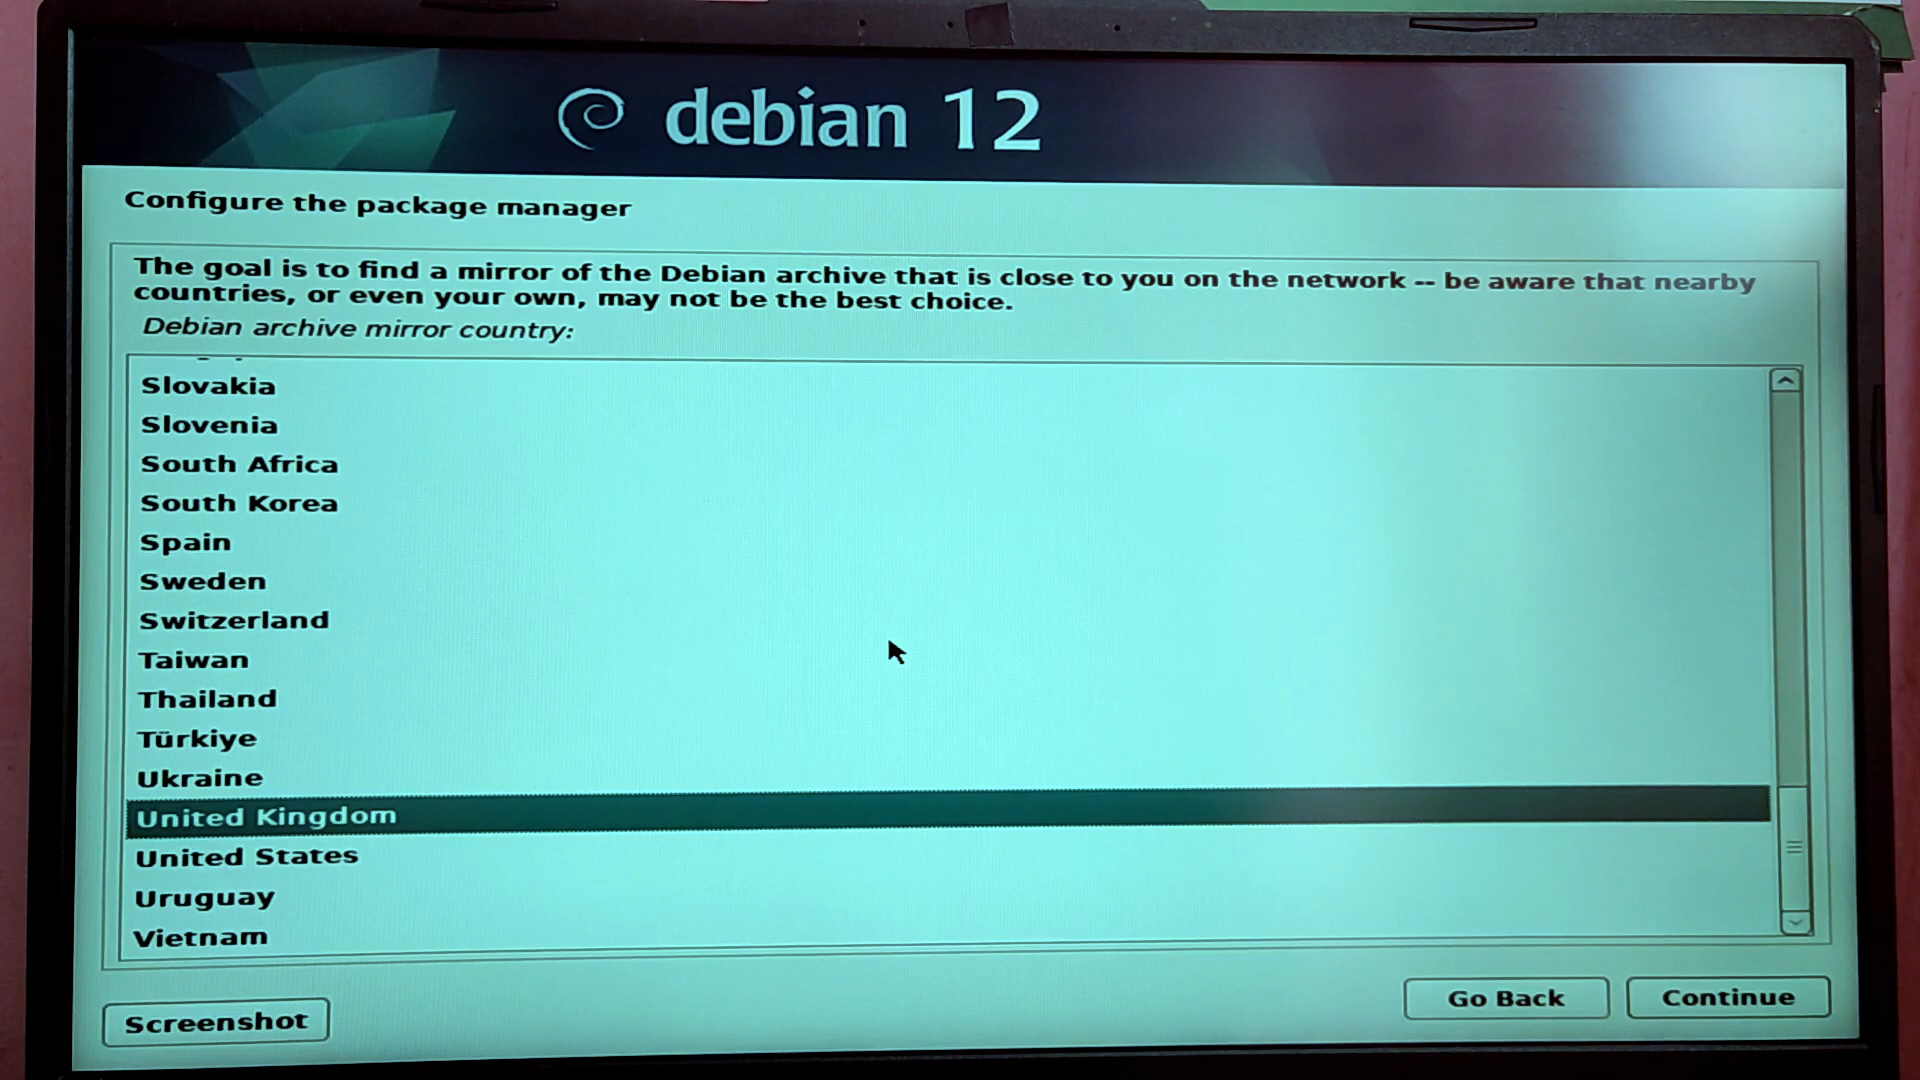 debian 12
Configure the package manager
The goal is to find a mirror of the Debian archive that is close to you on the network -- be aware that nearby
countries, or even your own, may not be the best choice.
Debian archive mirror country:
Slovakia
Slovenia
South Africa
South Korea
Spain
Sweden
Switzerland
Taiwan
Thailand
Türkiye
Ukraine
United Kingdom
United States
Uruguay
Vietnam
Screenshot
Go Back
Continue